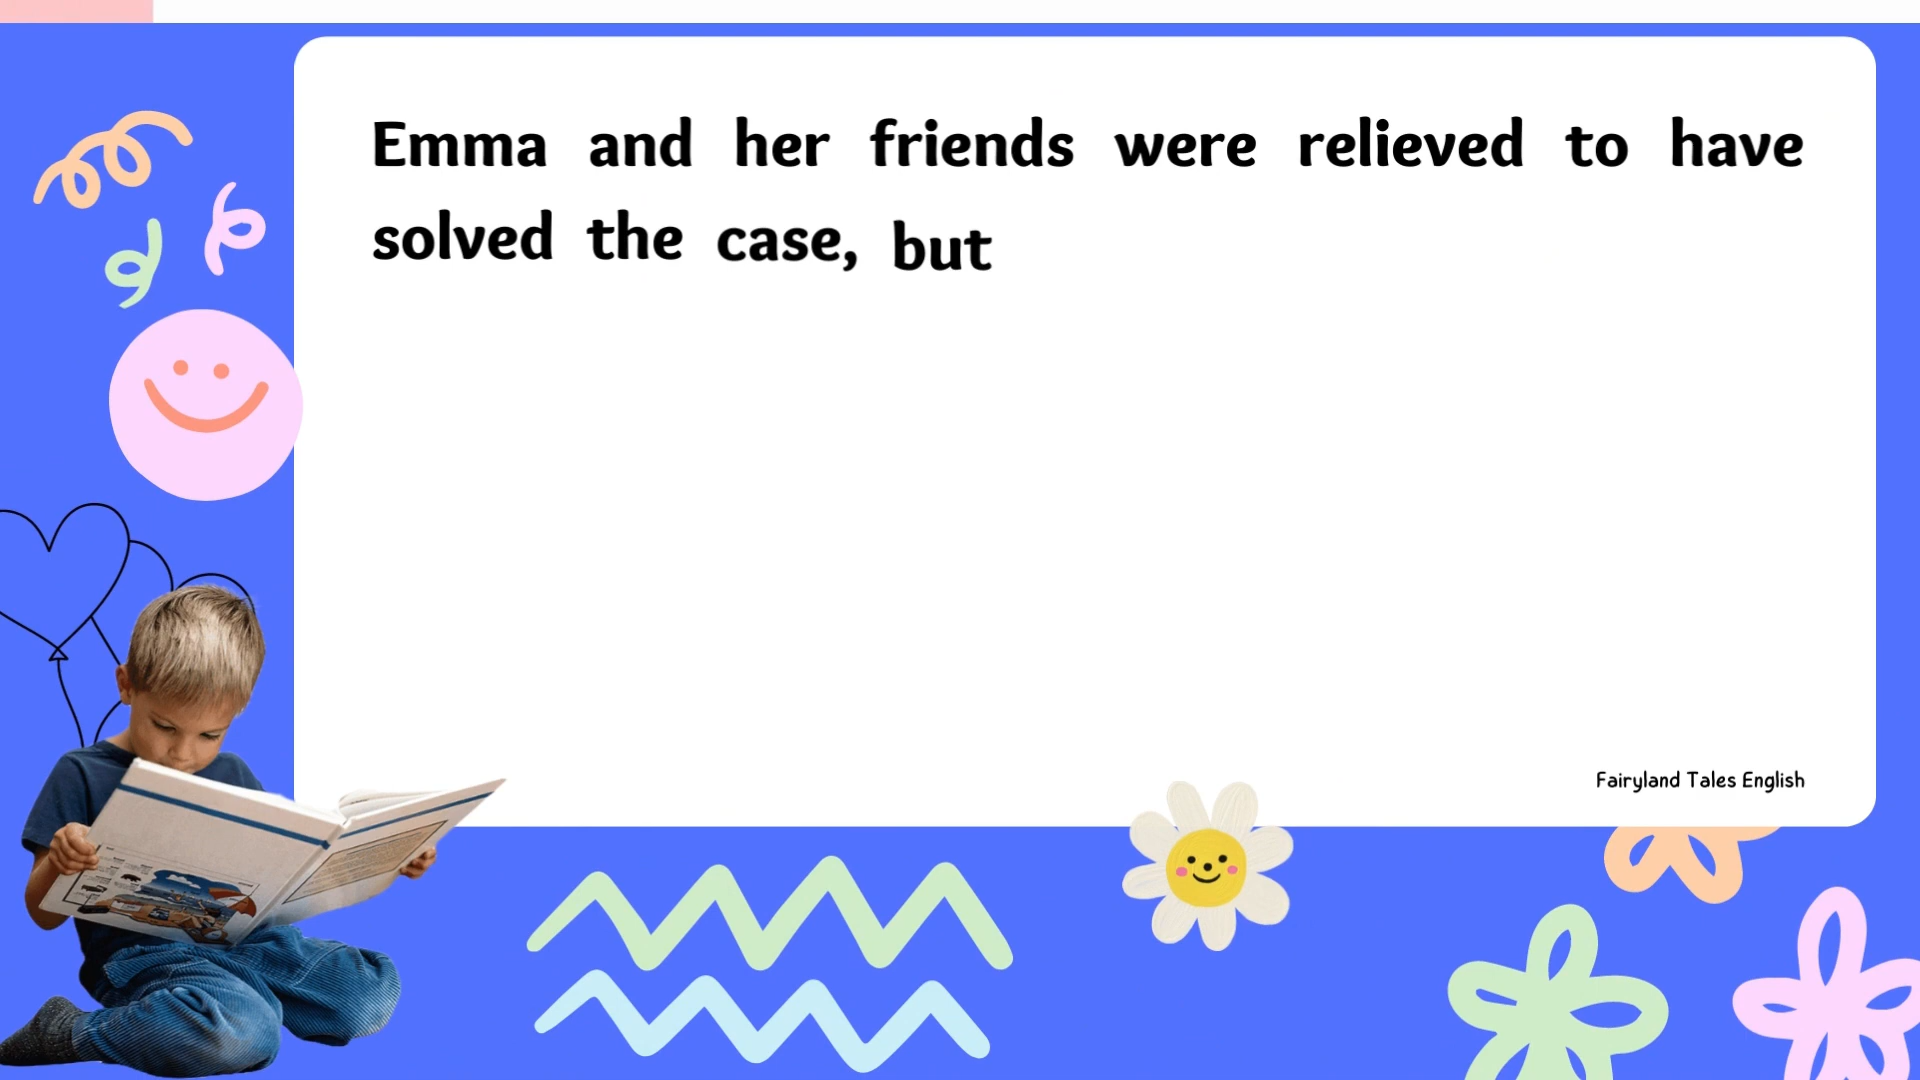 Emma and her friends were relieved to have
solved the case, but
Fairyland Tales English